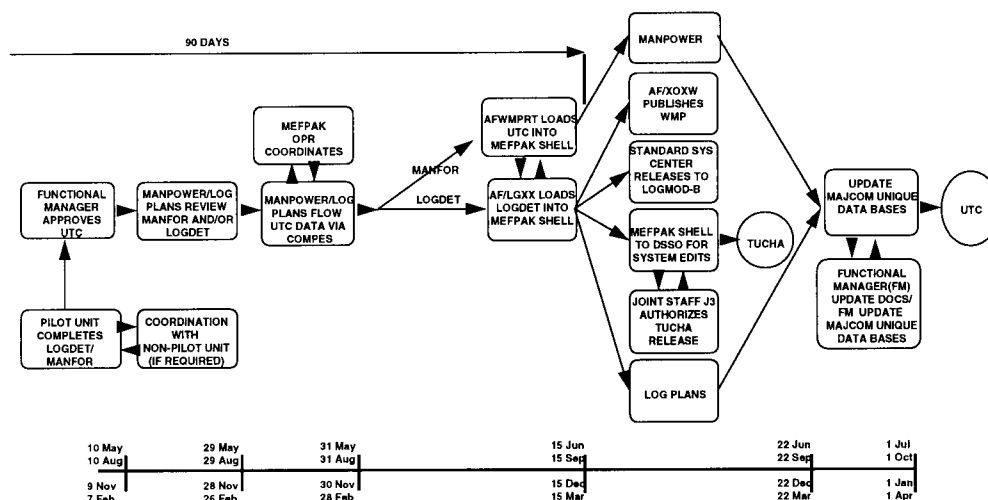 90 DAYS
MANPOWER
AF/XOXW
PUBLISHES
WMP
MEFPAK
OPR
COORDINATES
AFWMPRT LOADS
UTC INTO
MEFPAK SHELL
STANDARD SYS
CENTER
RELEASES TO
LOGMOD-B
MANFOR
FUNCTIONAL
MANAGER
APPROVES
UTC
MANPOWER/LOG
PLANS REVIEW
MANFOR AND/OR
LOGDET
MANPOWER/LOG
PLANS FLOW
UTC DATA VIA
COMPES
LOGDET
AF/LGXX LOADS
LOGDET INTO
MEFPAK SHELL
UPDATE
MAJCOM UNIQUE
DATA BASES
UTC
MEFPAK SHELL
TO DSSO FOR
SYSTEM EDITS
TUCHA
JOINT STAFF J3
AUTHORIZES
TUCHA
RELEASE
FUNCTIONAL
MANAGER(FM)
UPDATE DOCS/
FM UPDATE
MAJCOM UNIQUE
DATA BASES
PILOT UNIT
COMPLETES
LOGDET/
MANFOR
COORDINATION
WITH
NON-PILOT UNIT
(IF REQUIRED)
LOG PLANS
10 May
10 Aug
9 Nov
7 Feb
29 May
29 Aug
28 Nov
26 Feb
31 May
31 Aug
30 Nov
28 Feb
15 Jun
15 Sep
15 Dec
15 Mar
22 Jun
22 Sep
22 Dec
22 Mar
1 Jul
1 Oct
1 Jan
1 Apr